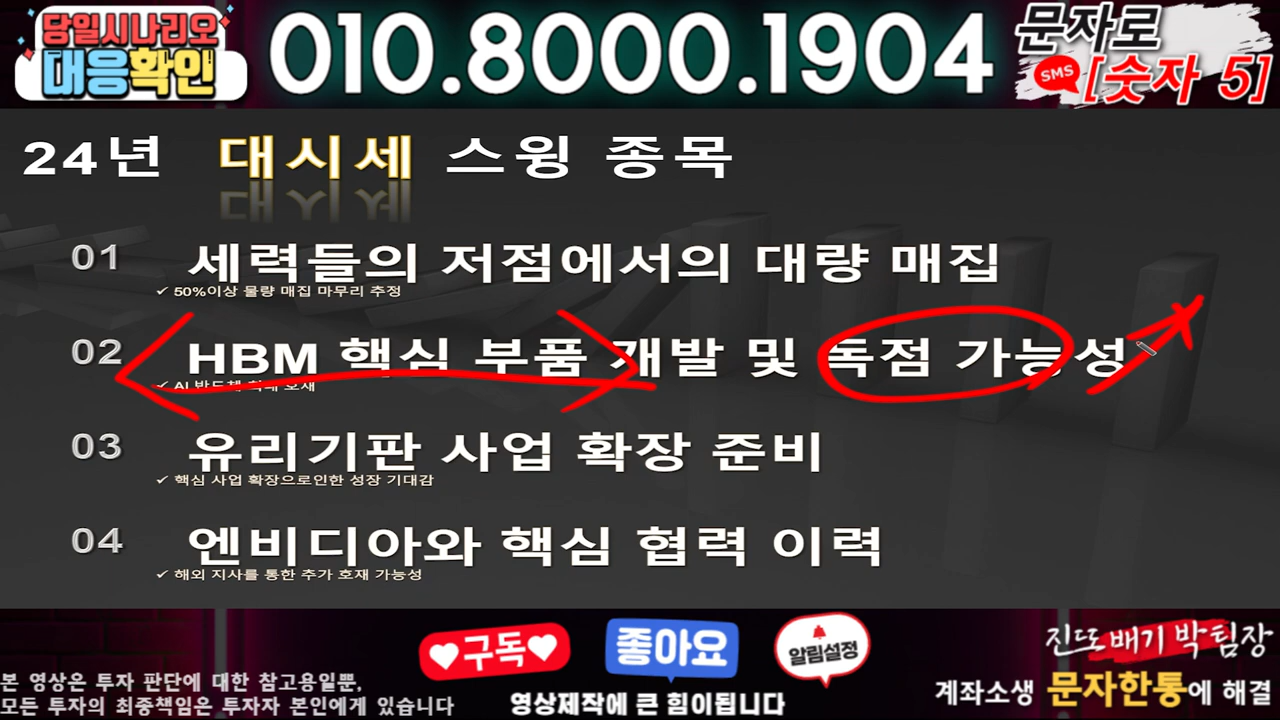 당일시나리오
대응확인
010.8000.1904
문자로
SMS
[숫자 5]
24년 대시세 스윙 종목
01 세력들의 저점에서의 대량 매집
✓ 50%이상 물량 매집 마무리 추정
02 HBM 핵심 부품 개발 및 독점 가능성
✓ AI 반도체 확대 호재
03 유리기판 사업 확장 준비
✓ 핵심 사업 확장으로인한 성장 기대감
04 엔비디아와 핵심 협력 이력
✓ 해외 지사를 통한 추가 호재 가능성
구독
좋아요
알림설정
영상제작에 큰 힘이됩니다
본 영상은 투자 판단에 대한 참고용일뿐,
모든 투자의 최종책임은 투자자 본인에게 있습니다
진또배기 박팀장
계좌소생 문자한통에 해결